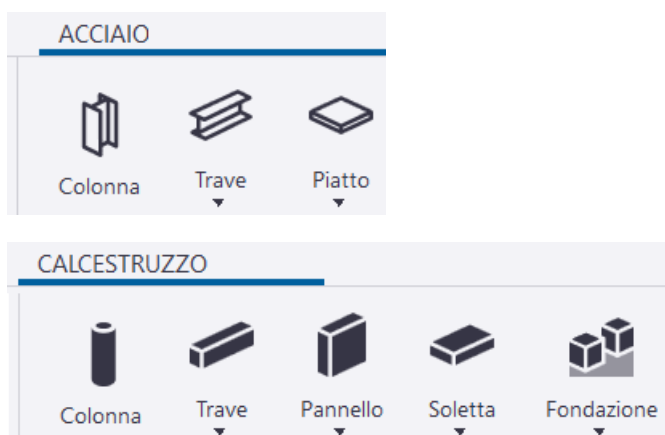 ACCIAIO
Colonna Trave Piatto
CALCESTRUZZO
Colonna Trave Pannello Soletta Fondazione